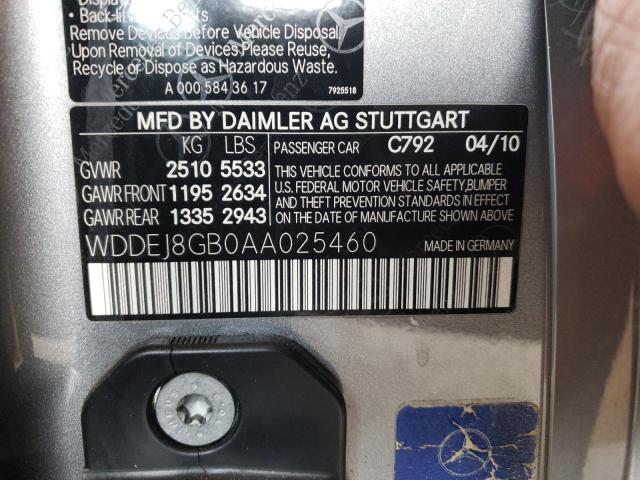 • Back-lit
Remove Devices Before Vehicle Disposal.
Upon Removal of Devices Please Reuse,
Recycle or Dispose as Hazardous Waste.
A 000 584 36 17 7925518
MFD BY DAIMLER AG STUTTGART
KG LBS PASSENGER CAR C792 04/10
GVWR 2510 5533
GAWR FRONT 1195 2634
GAWR REAR 1335 2943
THIS VEHICLE CONFORMS TO ALL APPLICABLE
U.S. FEDERAL MOTOR VEHICLE SAFETY,BUMPER
AND THEFT PREVENTION STANDARDS IN EFFECT
ON THE DATE OF MANUFACTURE SHOWN ABOVE.
WDDEJ8GB0AA025460 MADE IN GERMANY